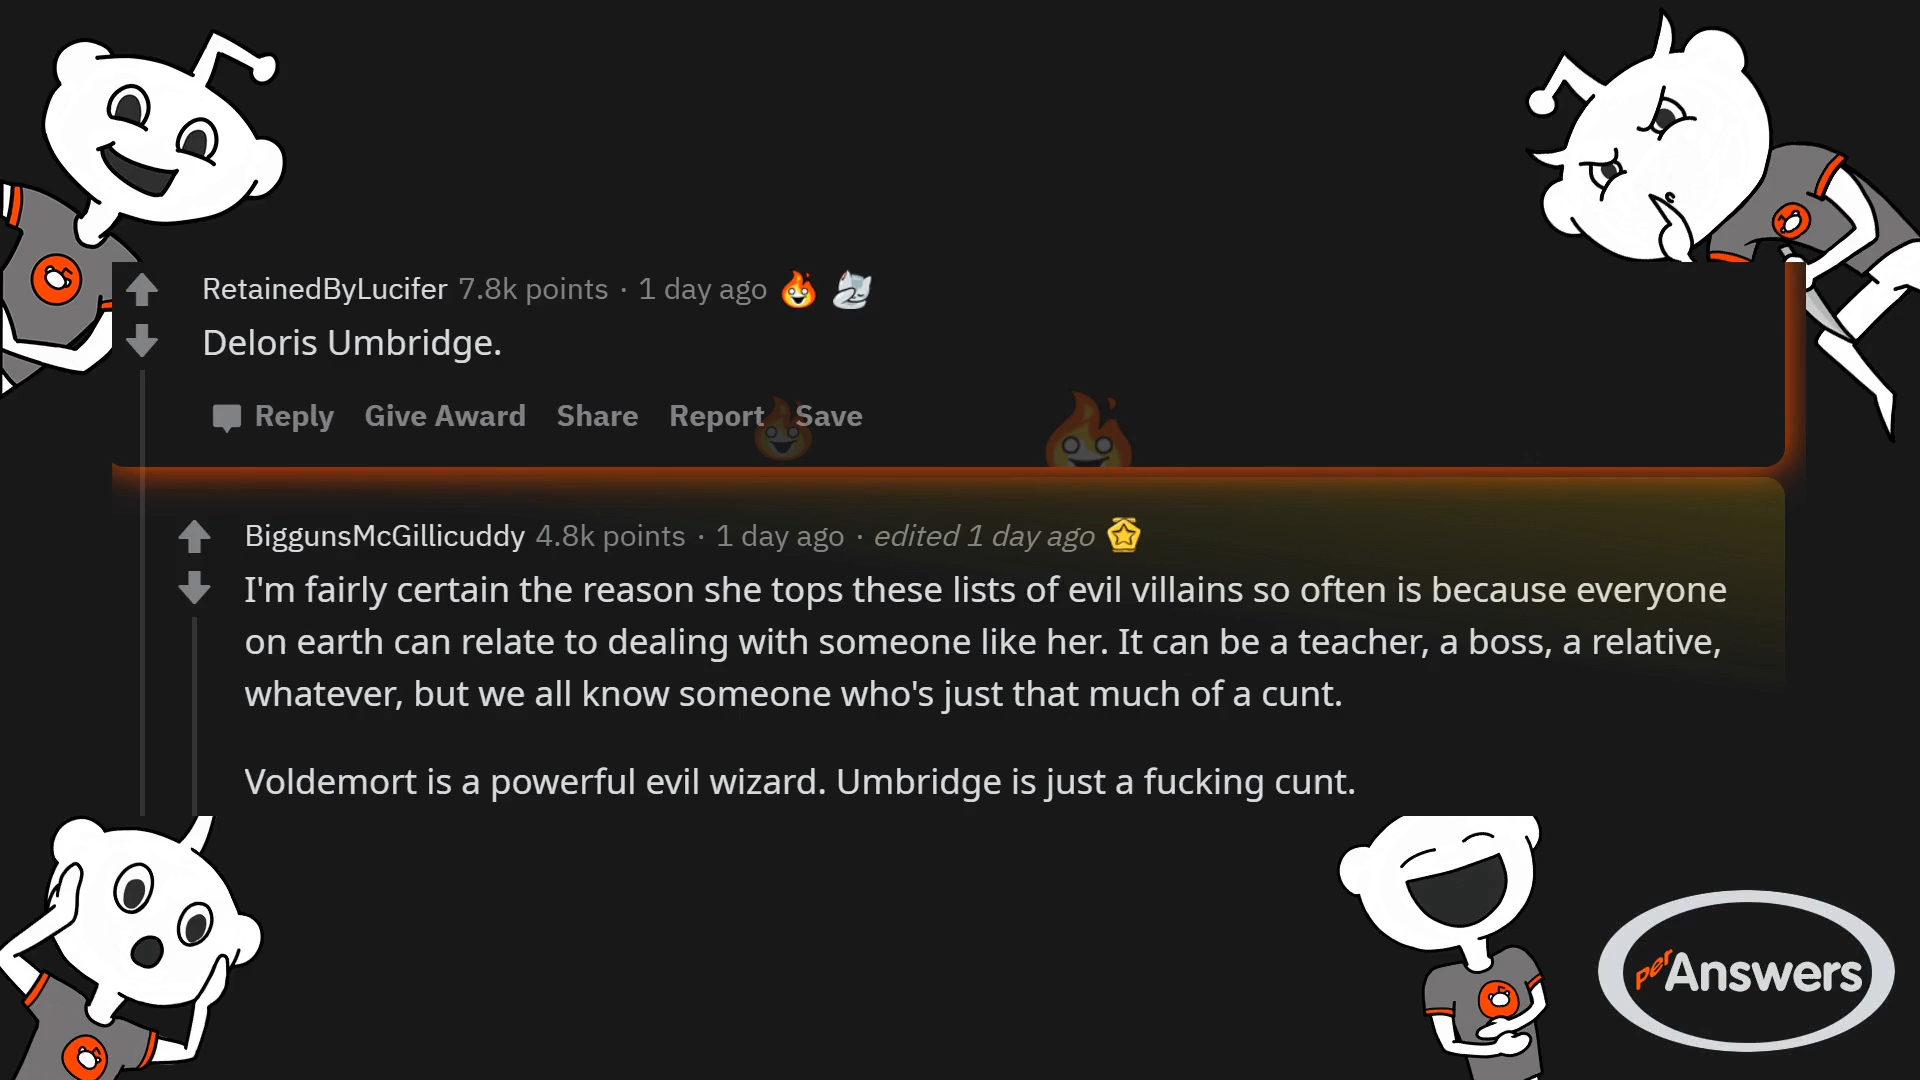 RetainedByLucifer 7.8k points · 1 day ago
Deloris Umbridge.
Reply Give Award Share Report Save
BiggunsMcGillicuddy 4.8k points · 1 day ago · edited 1 day ago
I'm fairly certain the reason she tops these lists of evil villains so often is because everyone
on earth can relate to dealing with someone like her. It can be a teacher, a boss, a relative,
whatever, but we all know someone who's just that much of a cunt.
Voldemort is a powerful evil wizard. Umbridge is just a fucking cunt.
perAnswers